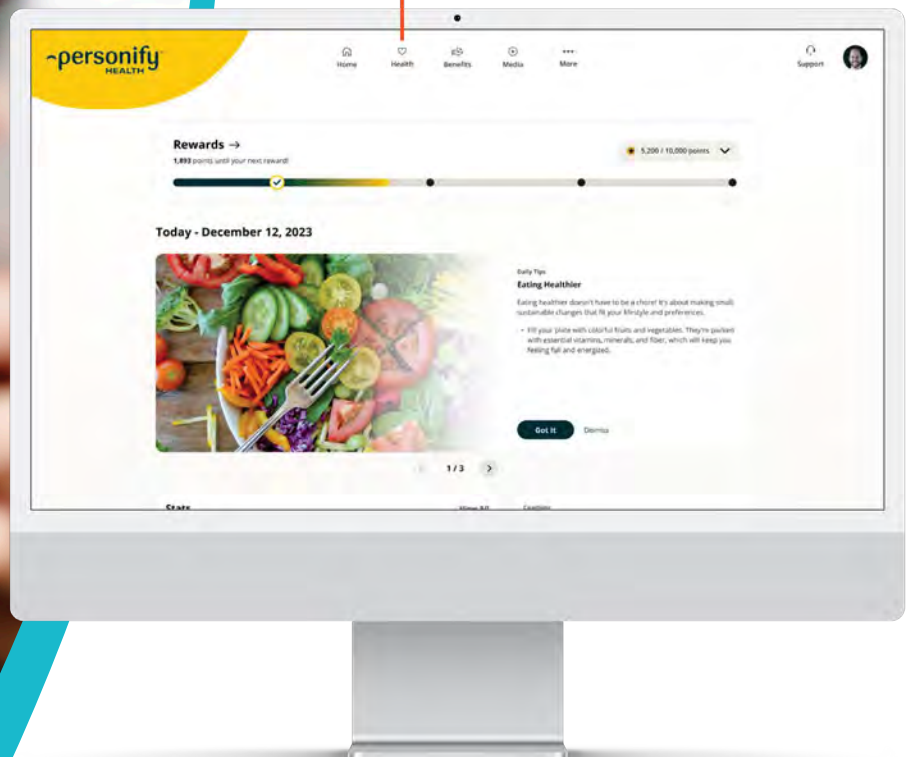 personify
HEALTH
Home
Health
Benefits
Media
More
Support
Rewards →
1,893 points until your next reward!
5,200 / 10,000 points
Today - December 12, 2023
Daily Tips
Eating Healthier
Eating healthier doesn't have to be a chore! It's about making small,
sustainable changes that fit your lifestyle and preferences.
• Fill your plate with colorful fruits and vegetables. They're packed
with essential vitamins, minerals, and fiber, which will keep you
feeling full and energized.
Got It
Dismiss
1 / 3
Stats
View All